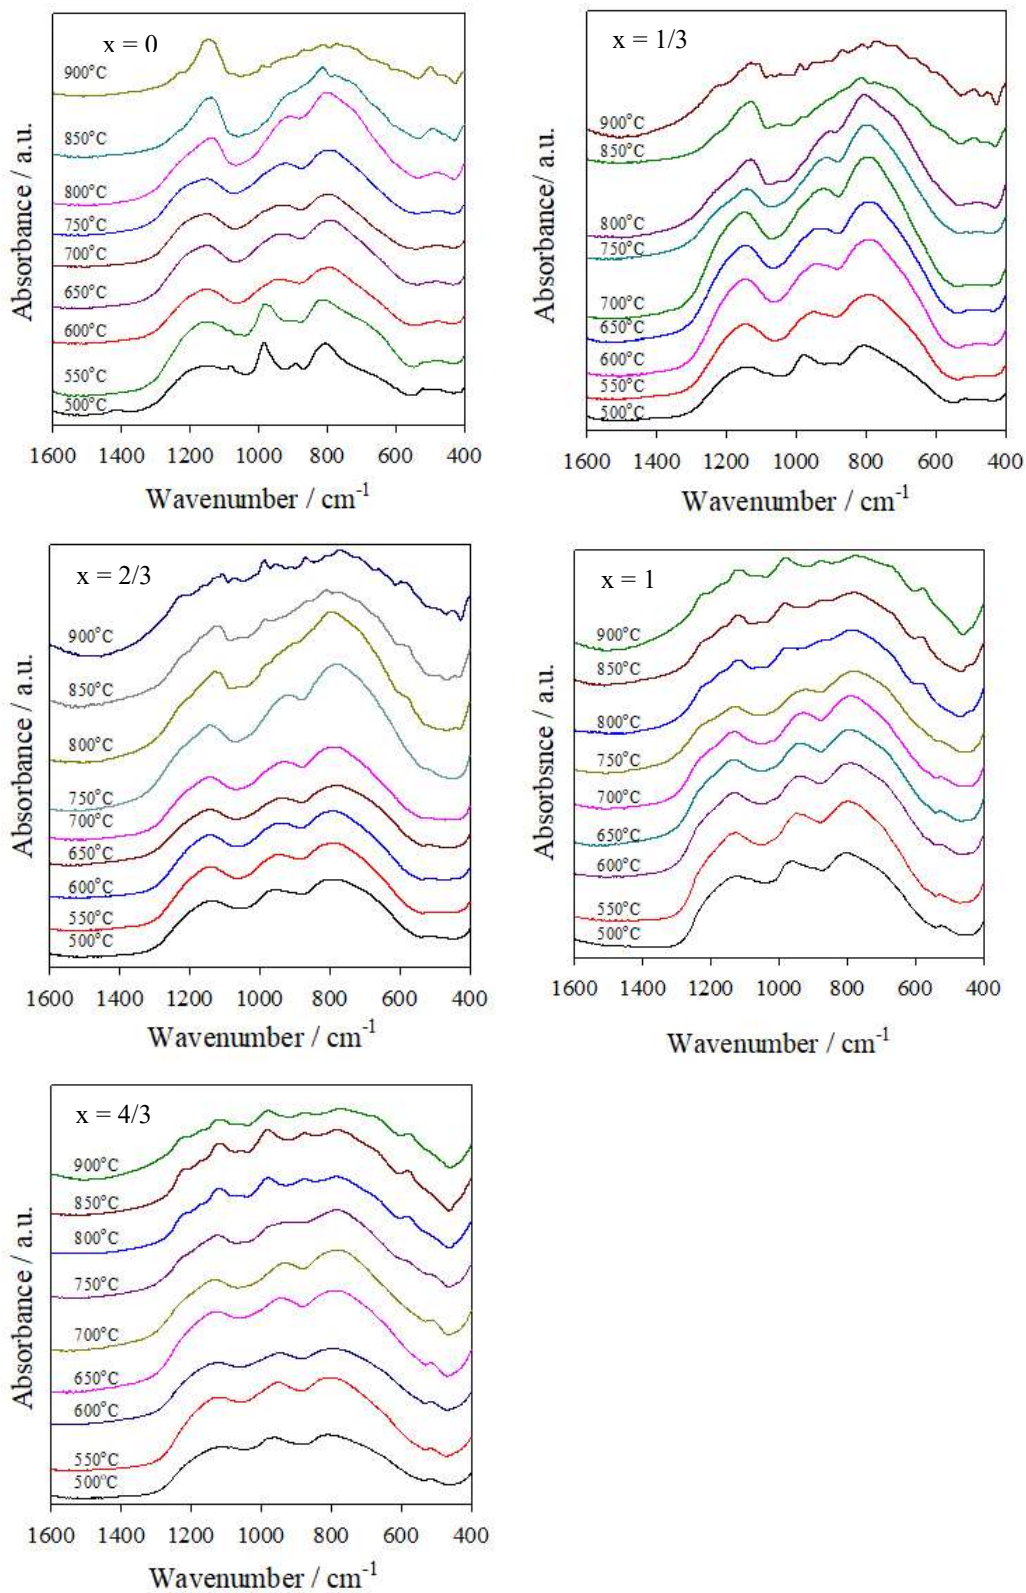 x = 0
900°C
850°C
800°C
750°C
700°C
650°C
600°C
550°C
500°C
Absorbance / a.u.
1600 1400 1200 1000 800 600 400
Wavenumber / cm-1
x = 1/3
900°C
850°C
800°C
750°C
700°C
650°C
600°C
550°C
500°C
Absorbance/ a.u.
1600 1400 1200 1000 800 600 400
Wavenumber / cm-1
x = 2/3
900°C
850°C
800°C
750°C
700°C
650°C
600°C
550°C
500°C
Absorbance / a.u.
1600 1400 1200 1000 800 600 400
Wavenumber / cm-1
x = 1
900°C
850°C
800°C
750°C
700°C
650°C
600°C
550°C
500°C
Absorbsnce / a.u.
1600 1400 1200 1000 800 600 400
Wavenumber / cm-1
x = 4/3
900°C
850°C
800°C
750°C
700°C
650°C
600°C
550°C
500°C
Absorbance / a.u.
1600 1400 1200 1000 800 600 400
Wavenumber / cm-1